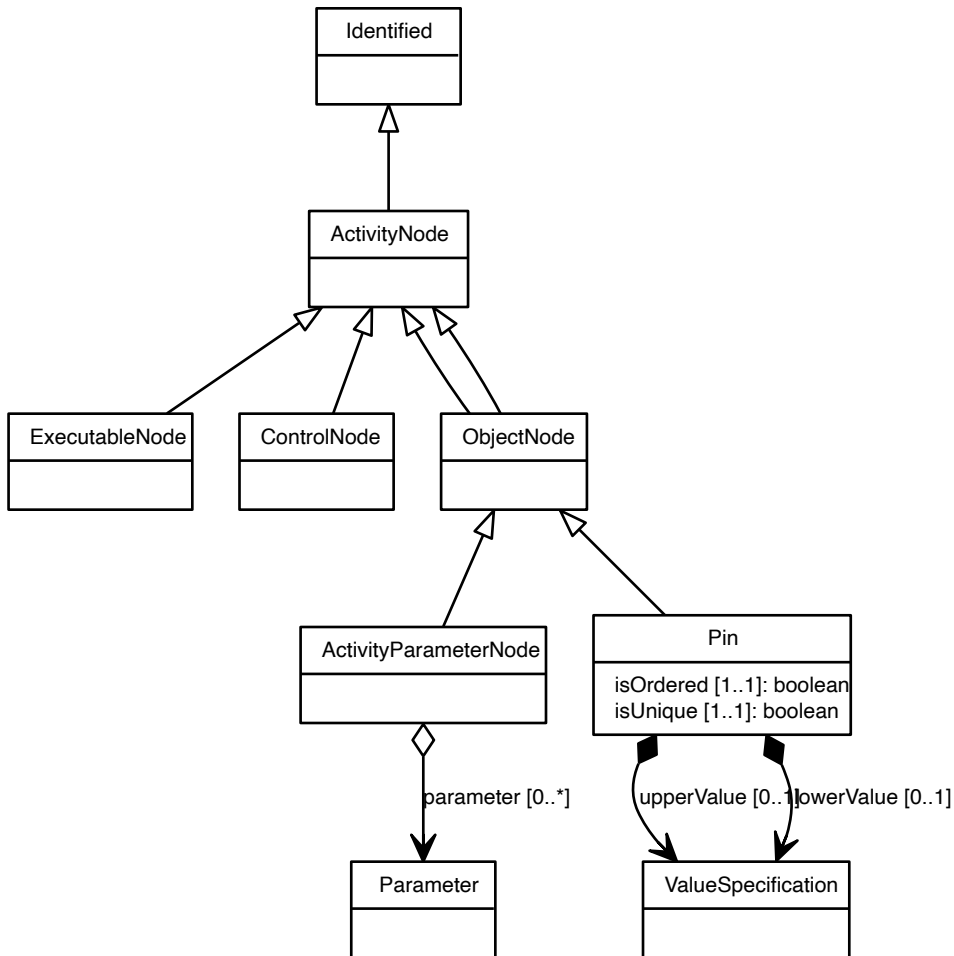 Identified
ActivityNode
ExecutableNode
ControlNode
ObjectNode
ActivityParameterNode
Pin
isOrdered [1..1]: boolean
isUnique [1..1]: boolean
parameter [0..*]
upperValue [0..1]
lowerValue [0..1]
Parameter
ValueSpecification